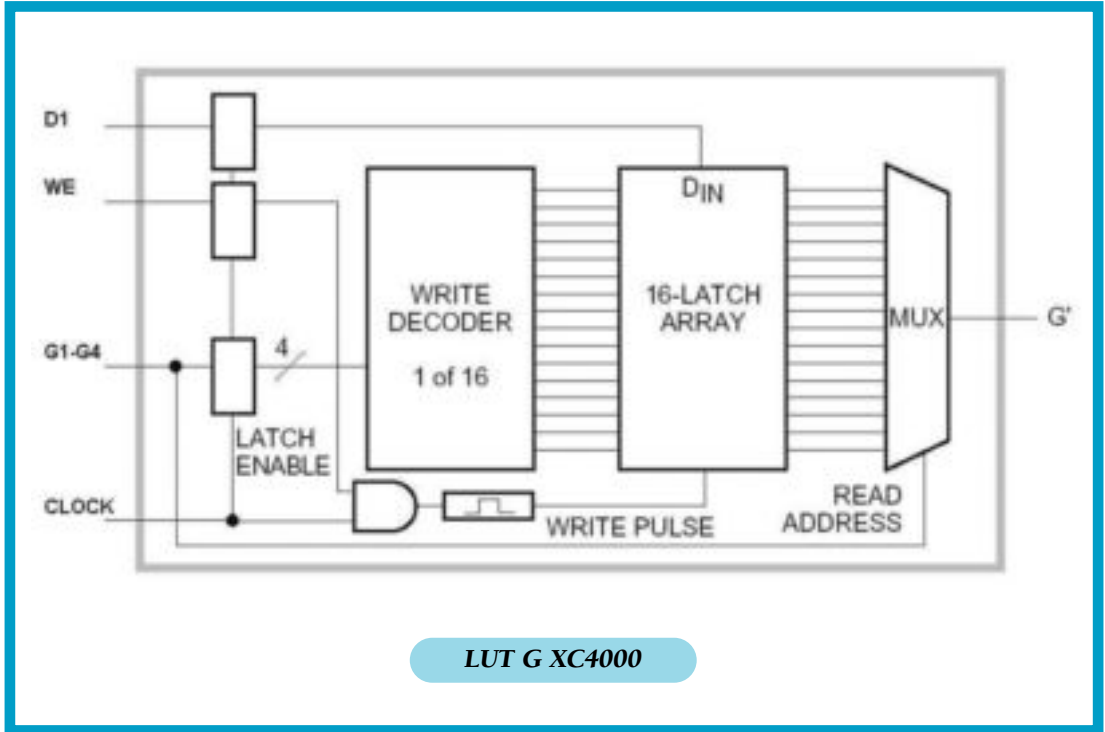 D1
WE
DIN
WRITE
DECODER
1 of 16
16-LATCH
ARRAY
MUX
G'
G1-G4
4
LATCH
ENABLE
CLOCK
WRITE PULSE
READ
ADDRESS
LUT G XC4000